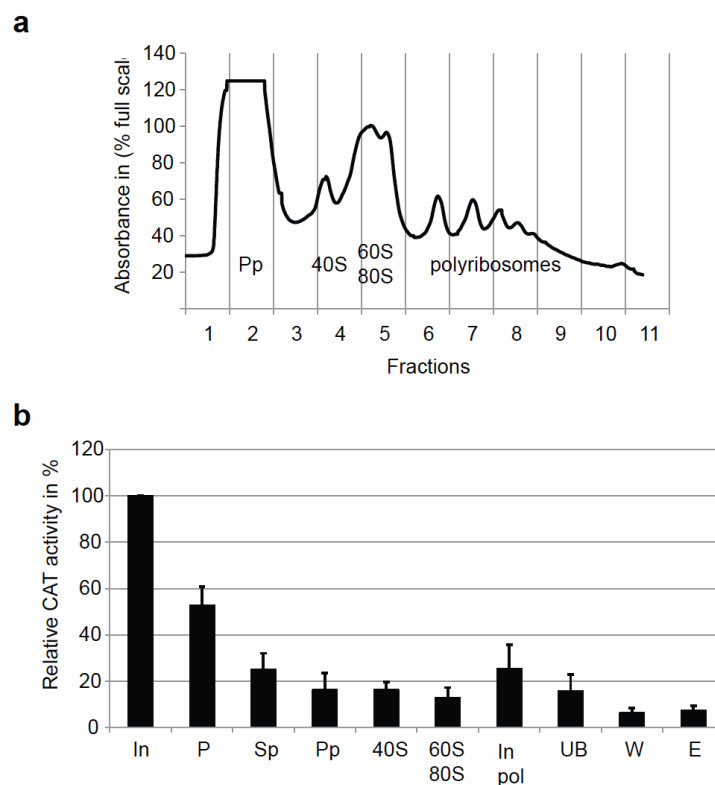 a
Absorbance in (% full scal
140
120
100
80
60
40
20
Pp
40S
60S
80S
polyribosomes
1 2 3 4 5 6 7 8 9 10 11
Fractions
b
Relative CAT activity in %
120
100
80
60
40
20
0
In P Sp Pp 40S 60S In UB W E
80S pol